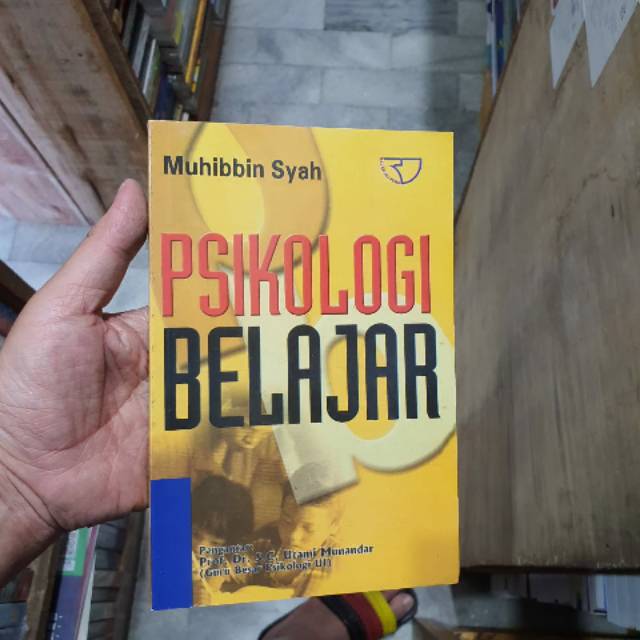 Muhibbin Syah
PSIKOLOGI
BELAJAR
Pengantar
Prof. Dr. S.C. Utami Munandar
(Guru Besar Psikologi UI)